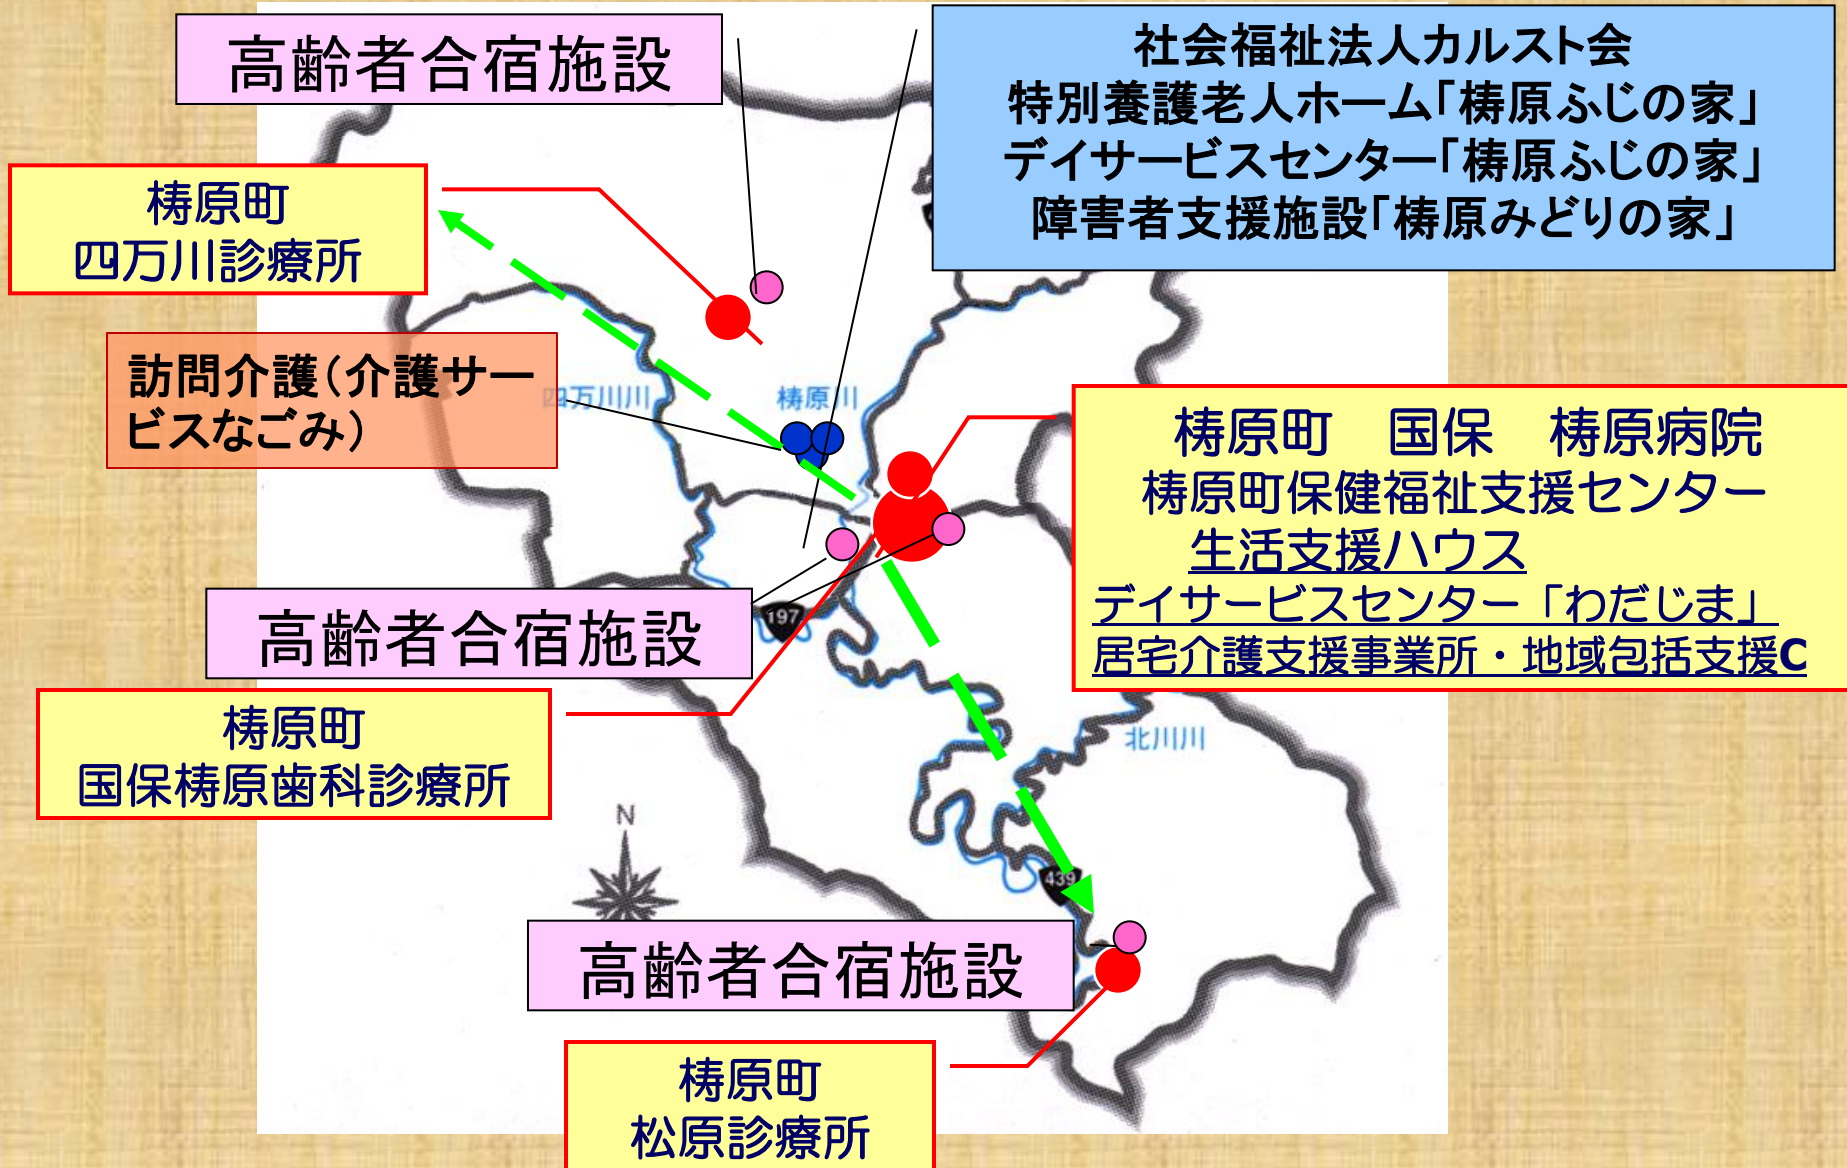 高齢者合宿施設
社会福祉法人カルスト会
特別養護老人ホーム「梼原ふじの家」
デイサービスセンター「梼原ふじの家」
障害者支援施設「梼原みどりの家」
梼原町
四万川診療所
訪問介護（介護サー
ビスなごみ）
四万川川
梼原川
梼原町　国保　梼原病院
梼原町保健福祉支援センター
生活支援ハウス
デイサービスセンター「わだじま」
居宅介護支援事業所・地域包括支援C
高齢者合宿施設
197
梼原町
国保梼原歯科診療所
北川川
N
439
高齢者合宿施設
梼原町
松原診療所